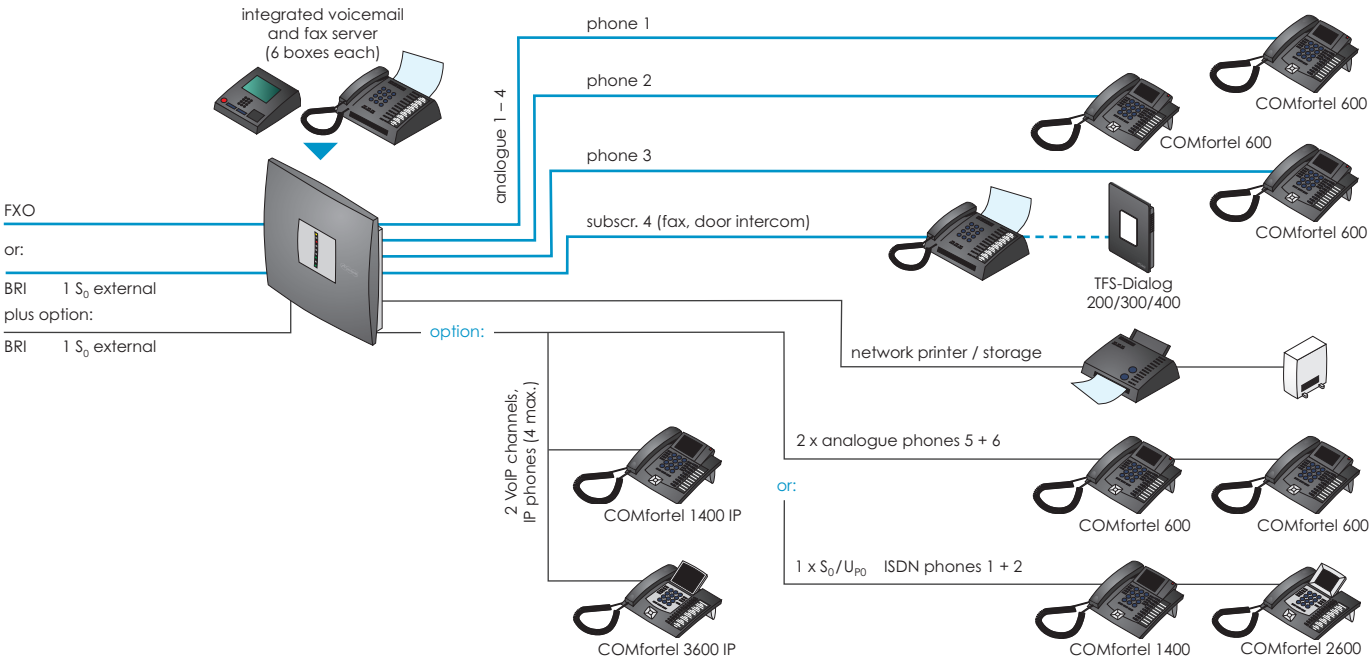 integrated voicemail
and fax server
(6 boxes each)
analogue 1 – 4
phone 1
COMfortel 600
phone 2
COMfortel 600
phone 3
COMfortel 600
subscr. 4 (fax, door intercom)
TFS-Dialog
200/300/400
FXO
or:
BRI 1 S₀ external
plus option:
BRI 1 S₀ external
option:
network printer / storage
2 VoIP channels,
IP phones (4 max.)
COMfortel 1400 IP
COMfortel 3600 IP
2 x analogue phones 5 + 6
COMfortel 600
COMfortel 600
or:
1 x S₀/Uₚ₀ ISDN phones 1 + 2
COMfortel 1400
COMfortel 2600